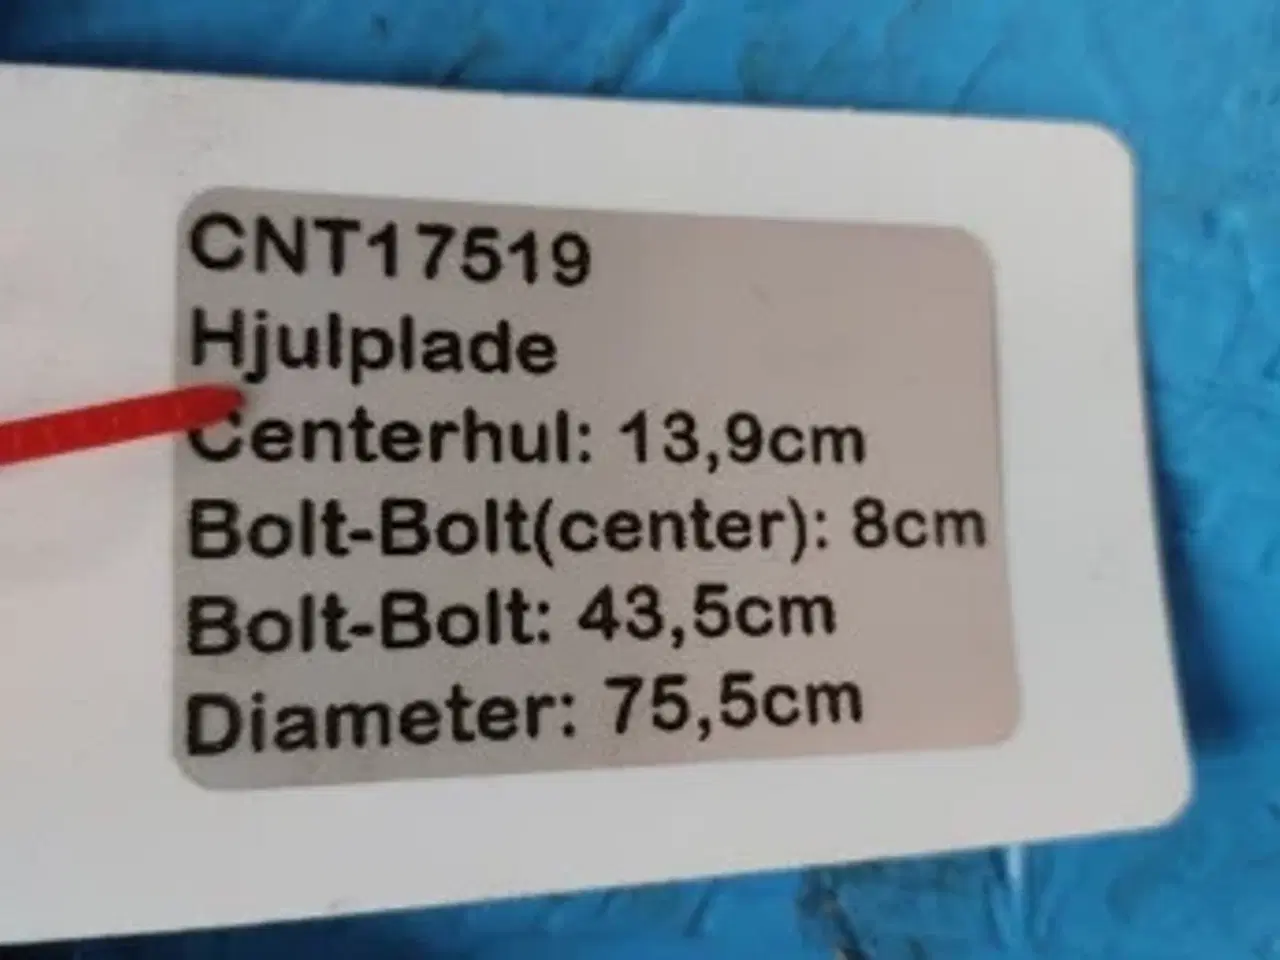 CNT17519
Hjulplade
Centerhul: 13,9cm
Bolt-Bolt(center): 8cm
Bolt-Bolt: 43,5cm
Diameter: 75,5cm